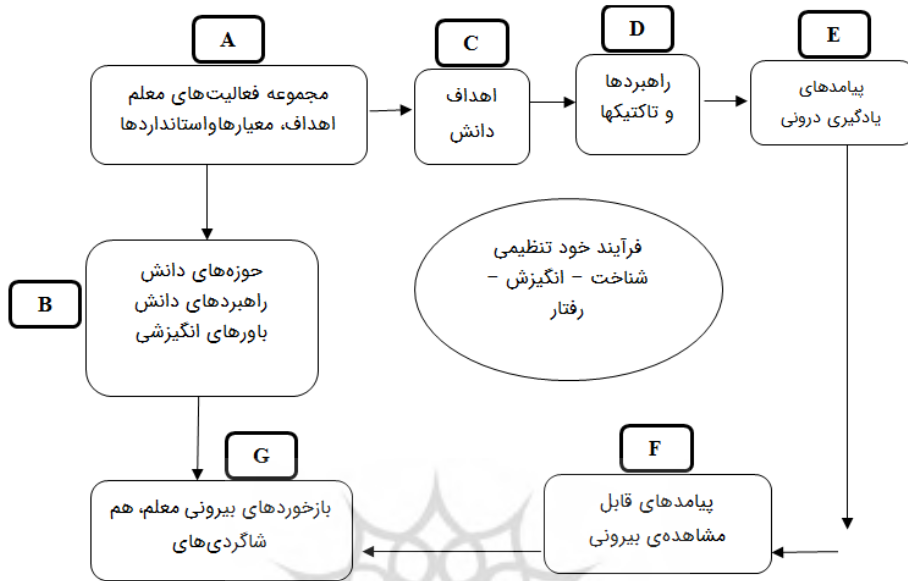 A
مجموعه فعالیت‌های معلم
اهداف، معیارهاواستانداردها
C
اهداف
دانش
D
راهبردها
و تاکتیکها
E
پیامدهای
یادگیری درونی
B
حوزه‌های دانش
راهبردهای دانش
باورهای انگیزشی
فرآیند خود تنظیمی
شناخت – انگیزش –
رفتار
G
بازخوردهای بیرونی معلم، هم
شاگردی‌های
F
پیامدهای قابل
مشاهده‌ی بیرونی